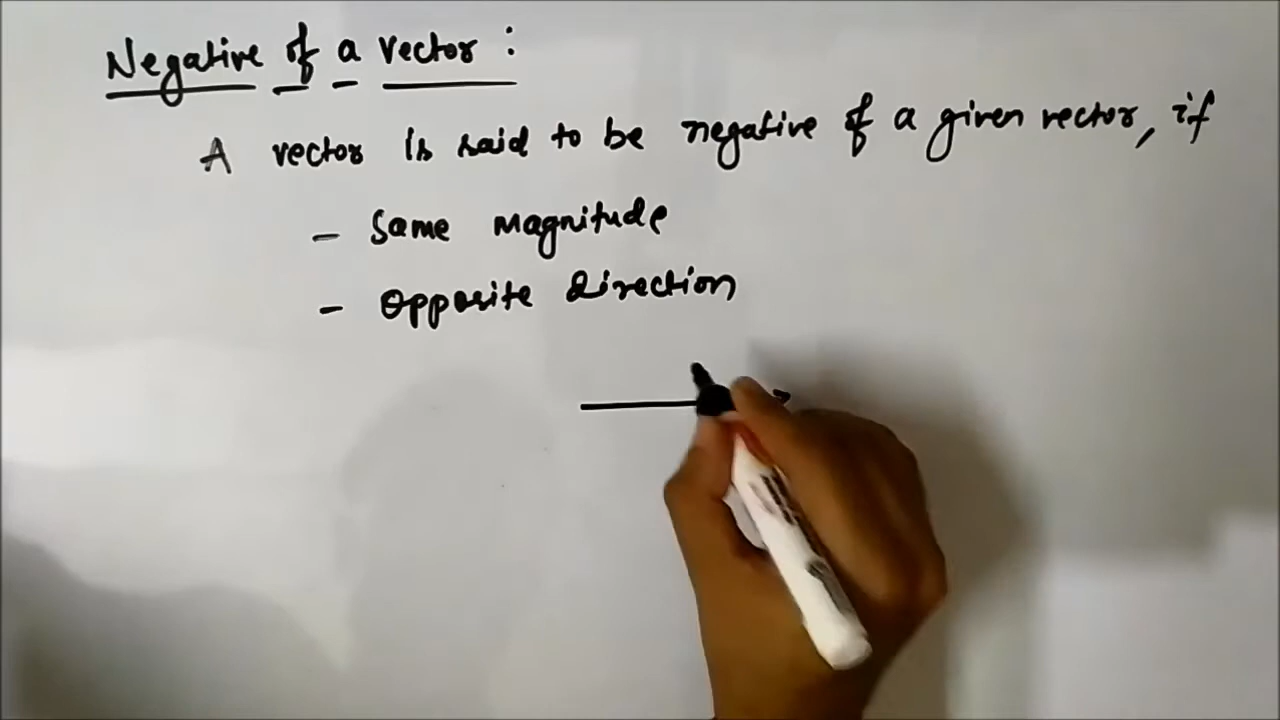 Negative of a vector :
A vector is said to be negative of a given vector, if
- Same Magnitude
- Opposite direction